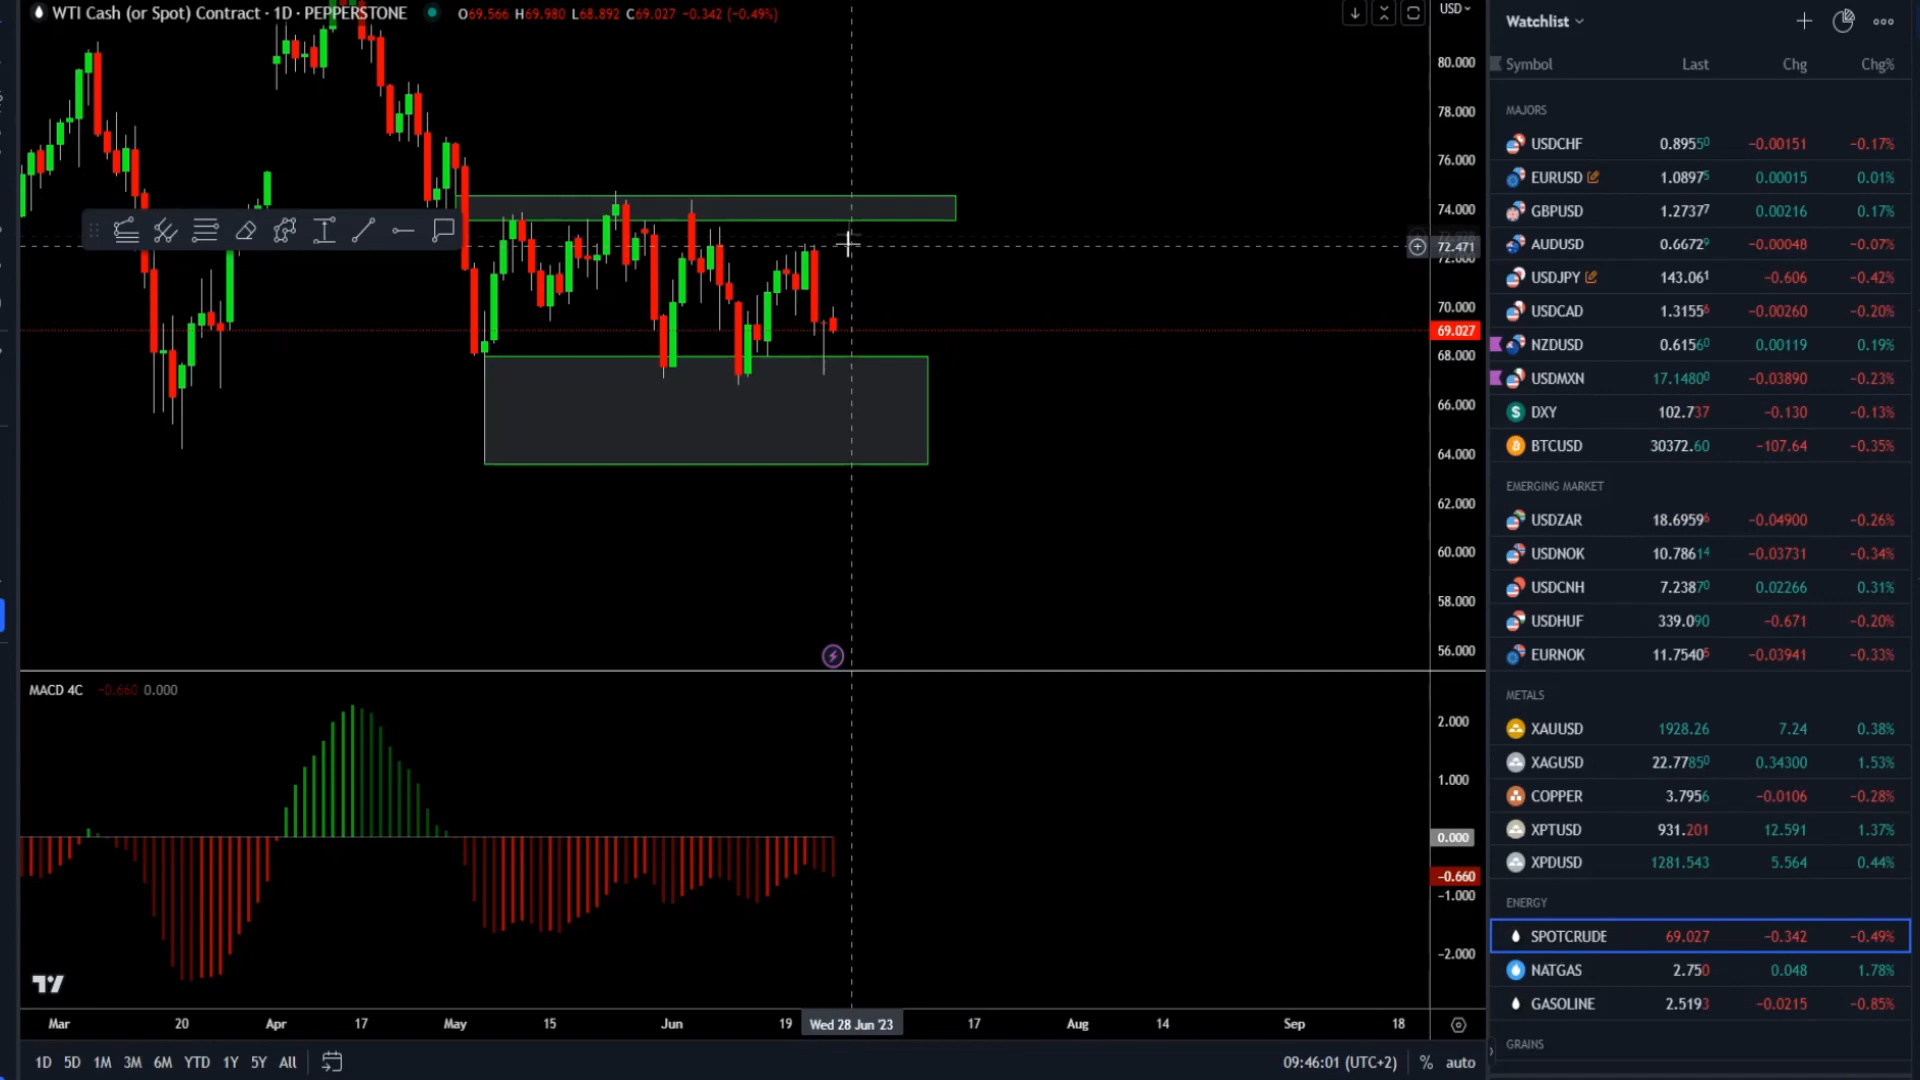 WTI Cash (or Spot) Contract · 1D · PEPPERSTONE O69.566 H69.980 L68.892 C69.027 −0.342 (−0.49%)
USD
80.000
78.000
76.000
74.000
72.471
72.000
70.000
69.027
68.000
66.000
64.000
62.000
60.000
58.000
56.000
MACD 4C −0.660 0.000
2.000
1.000
0.000
−0.660
−1.000
−2.000
Mar 20 Apr 17 May 15 Jun 19 Wed 28 Jun '23 17 Aug 14 Sep 18
1D 5D 1M 3M 6M YTD 1Y 5Y All 09:46:01 (UTC+2) % auto
Watchlist
Symbol Last Chg Chg%
MAJORS
USDCHF 0.89550 −0.00151 −0.17%
EURUSD 1.08975 0.00015 0.01%
GBPUSD 1.27377 0.00216 0.17%
AUDUSD 0.66729 −0.00048 −0.07%
USDJPY 143.061 −0.606 −0.42%
USDCAD 1.31556 −0.00260 −0.20%
NZDUSD 0.61560 0.00119 0.19%
USDMXN 17.14800 −0.03890 −0.23%
DXY 102.737 −0.130 −0.13%
BTCUSD 30372.60 −107.64 −0.35%
EMERGING MARKET
USDZAR 18.69596 −0.04900 −0.26%
USDNOK 10.78614 −0.03731 −0.34%
USDCNH 7.23870 0.02266 0.31%
USDHUF 339.090 −0.671 −0.20%
EURNOK 11.75405 −0.03941 −0.33%
METALS
XAUUSD 1928.26 7.24 0.38%
XAGUSD 22.77850 0.34300 1.53%
COPPER 3.7956 −0.0106 −0.28%
XPTUSD 931.201 12.591 1.37%
XPDUSD 1281.543 5.564 0.44%
ENERGY
SPOTCRUDE 69.027 −0.342 −0.49%
NATGAS 2.750 0.048 1.78%
GASOLINE 2.5193 −0.0215 −0.85%
GRAINS